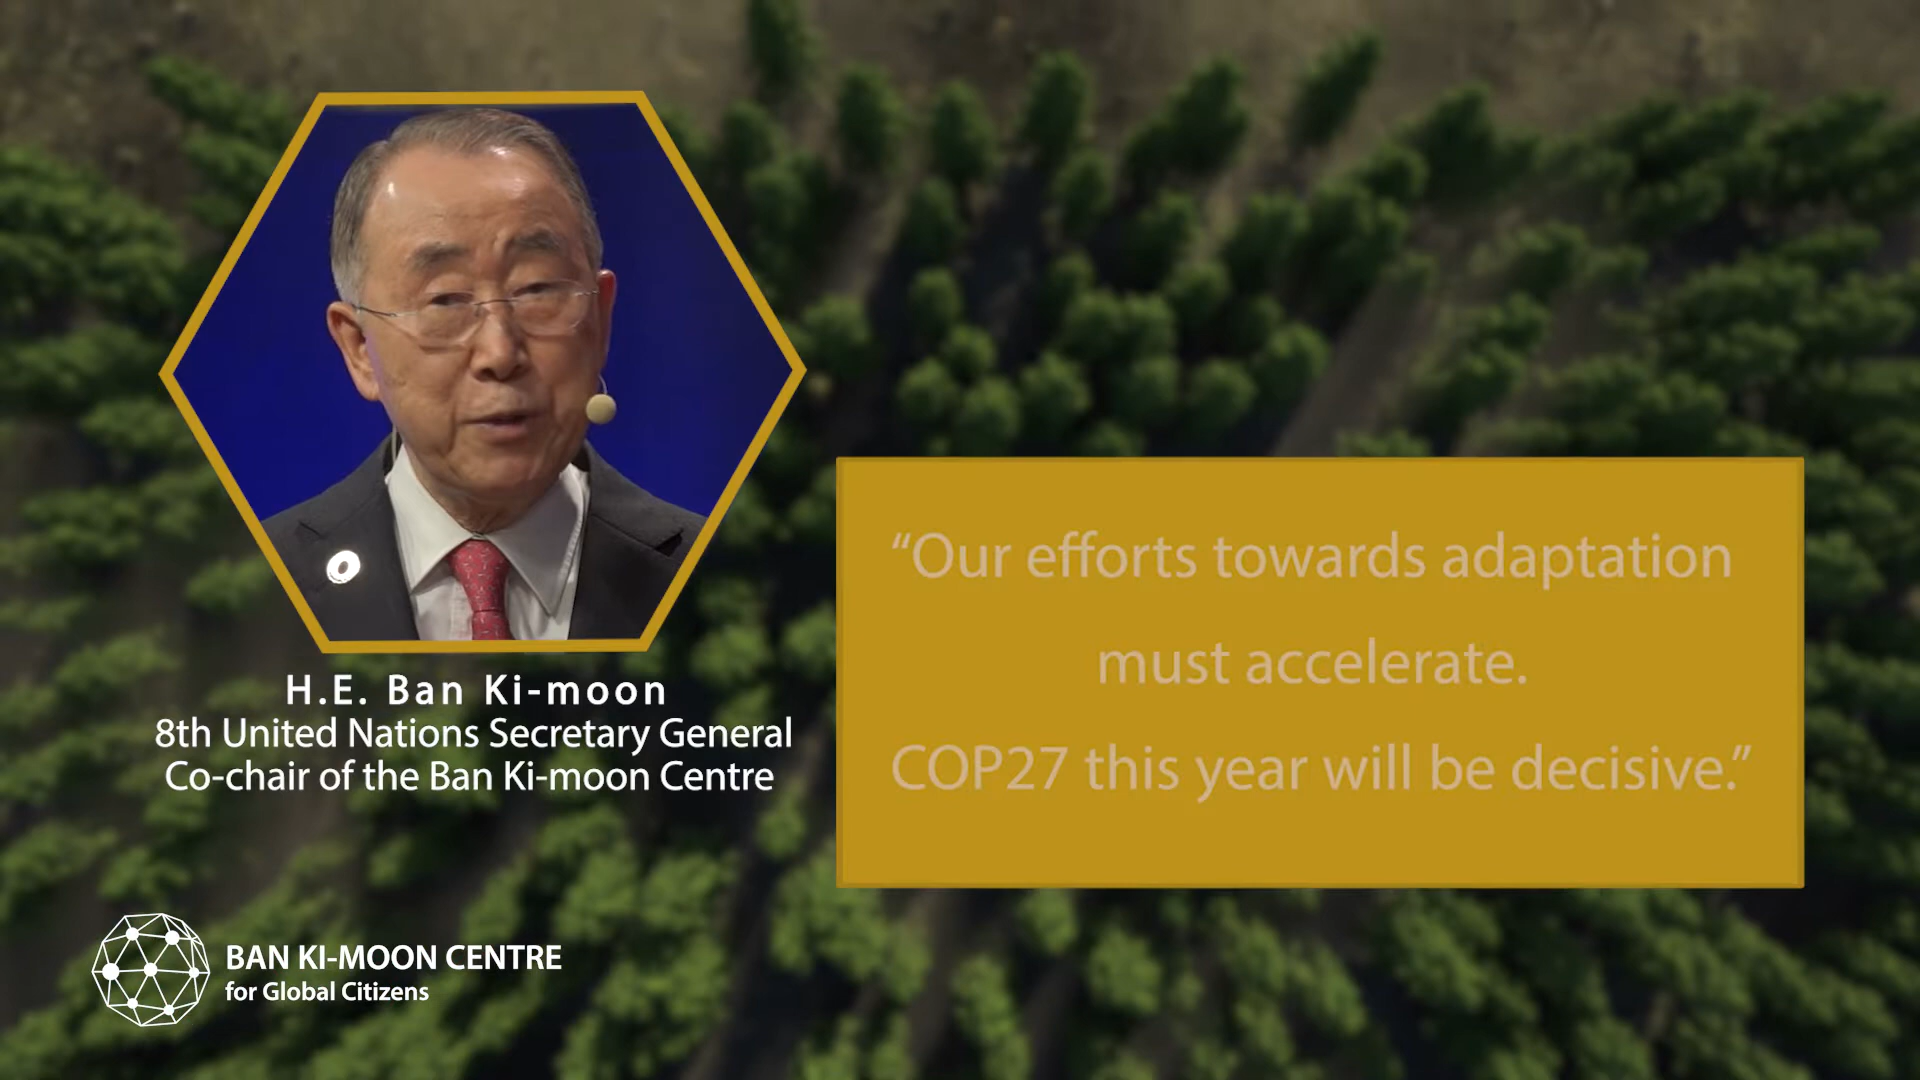 H.E. Ban Ki-moon
8th United Nations Secretary General
Co-chair of the Ban Ki-moon Centre
“Our efforts towards adaptation
must accelerate.
COP27 this year will be decisive.”
BAN KI-MOON CENTRE
for Global Citizens